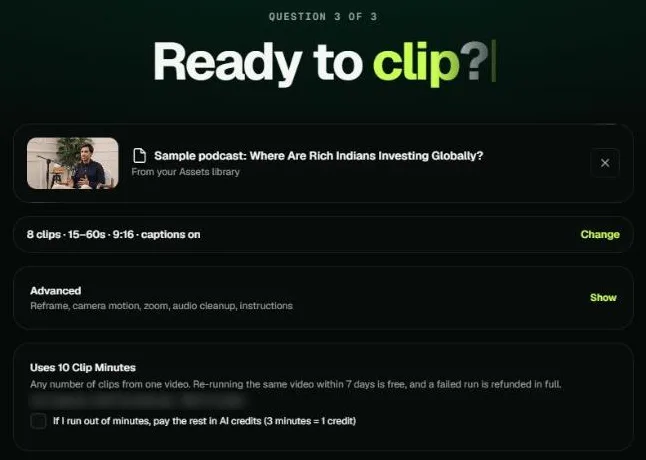 QUESTION 3 OF 3
Ready to clip?
Sample podcast: Where Are Rich Indians Investing Globally?
From your Assets library
8 clips · 15–60s · 9:16 · captions on
Change
Advanced
Reframe, camera motion, zoom, audio cleanup, instructions
Show
Uses 10 Clip Minutes
Any number of clips from one video. Re-running the same video within 7 days is free, and a failed run is refunded in full.
If I run out of minutes, pay the rest in AI credits (3 minutes = 1 credit)